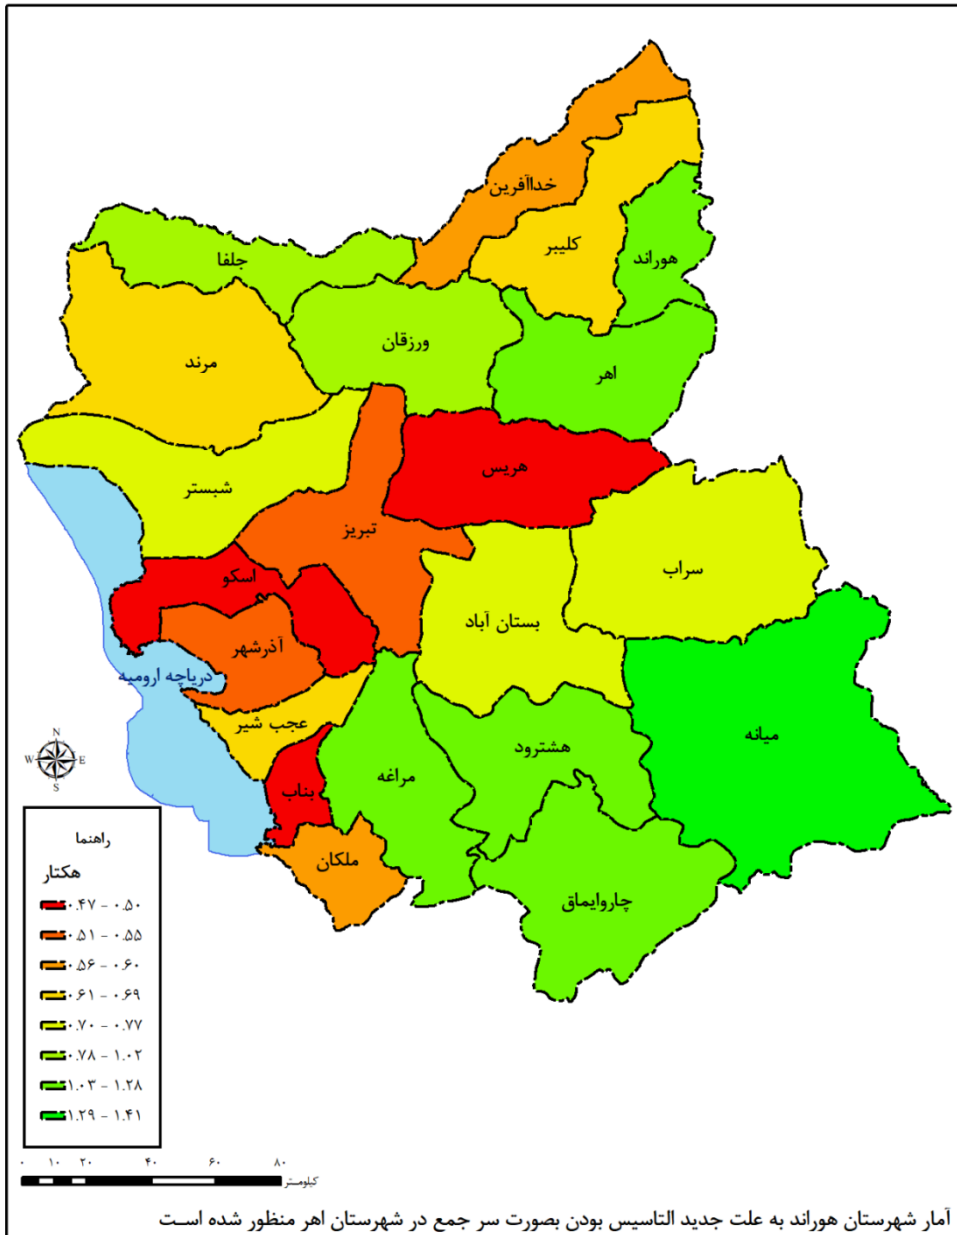 خداآفرین
کلیبر
هوراند
جلفا
ورزقان
مرند
اهر
هریس
شبستر
تبریز
سراب
اسکو
بستان آباد
آذرشهر
دریاچه ارومیه
عجب شیر
هشترود
میانه
مراغه
بناب
ملکان
چاروایماق
N
W
E
S
راهنما
هکتار
۰.۴۷ - ۰.۵۰
۰.۵۱ - ۰.۵۵
۰.۵۶ - ۰.۶۰
۰.۶۱ - ۰.۶۹
۰.۷۰ - ۰.۷۷
۰.۷۸ - ۱.۰۲
۱.۰۳ - ۱.۲۸
۱.۲۹ - ۱.۴۱
۰ ۱۰ ۲۰ ۴۰ ۶۰ ۸۰
کیلومتر
آمار شهرستان هوراند به علت جدید التاسیس بودن بصورت سر جمع در شهرستان اهر منظور شده است